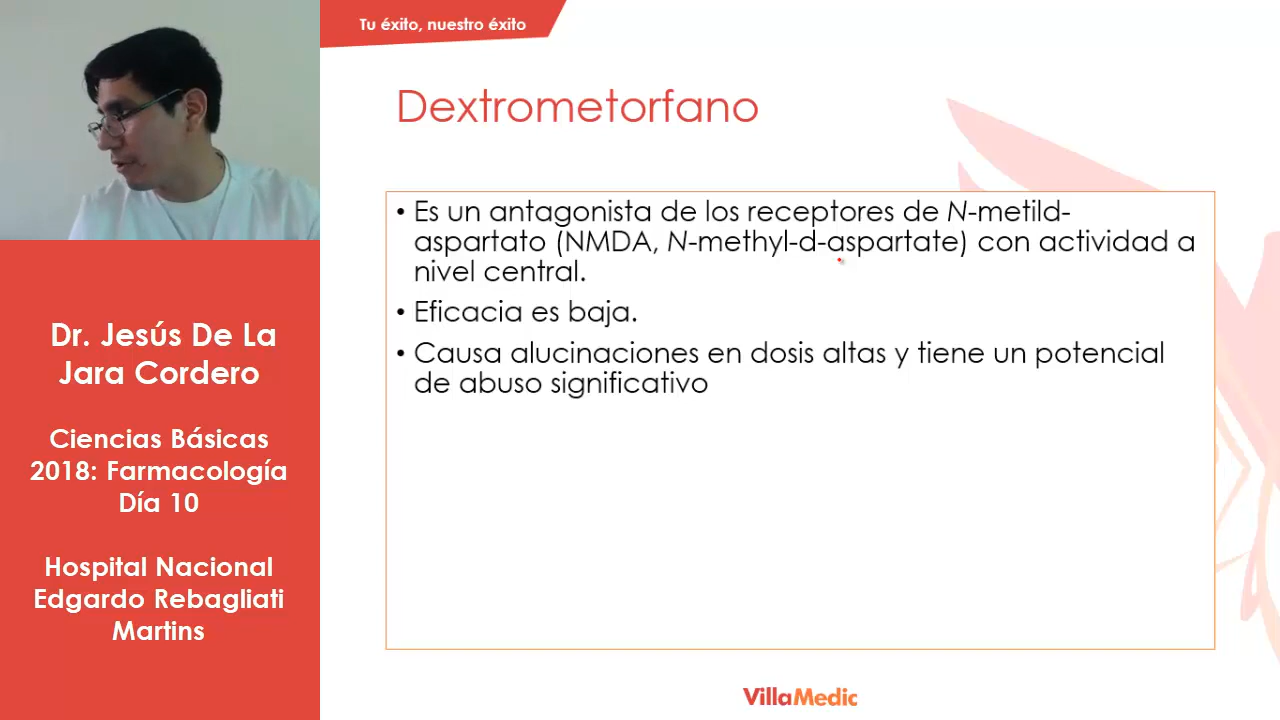 Tu éxito, nuestro éxito
Dextrometorfano
• Es un antagonista de los receptores de N-metild-
aspartato (NMDA, N-methyl-d-aspartate) con actividad a
nivel central.
• Eficacia es baja.
• Causa alucinaciones en dosis altas y tiene un potencial
de abuso significativo
Dr. Jesús De La
Jara Cordero
Ciencias Básicas
2018: Farmacología
Día 10
Hospital Nacional
Edgardo Rebagliati
Martins
VillaMedic